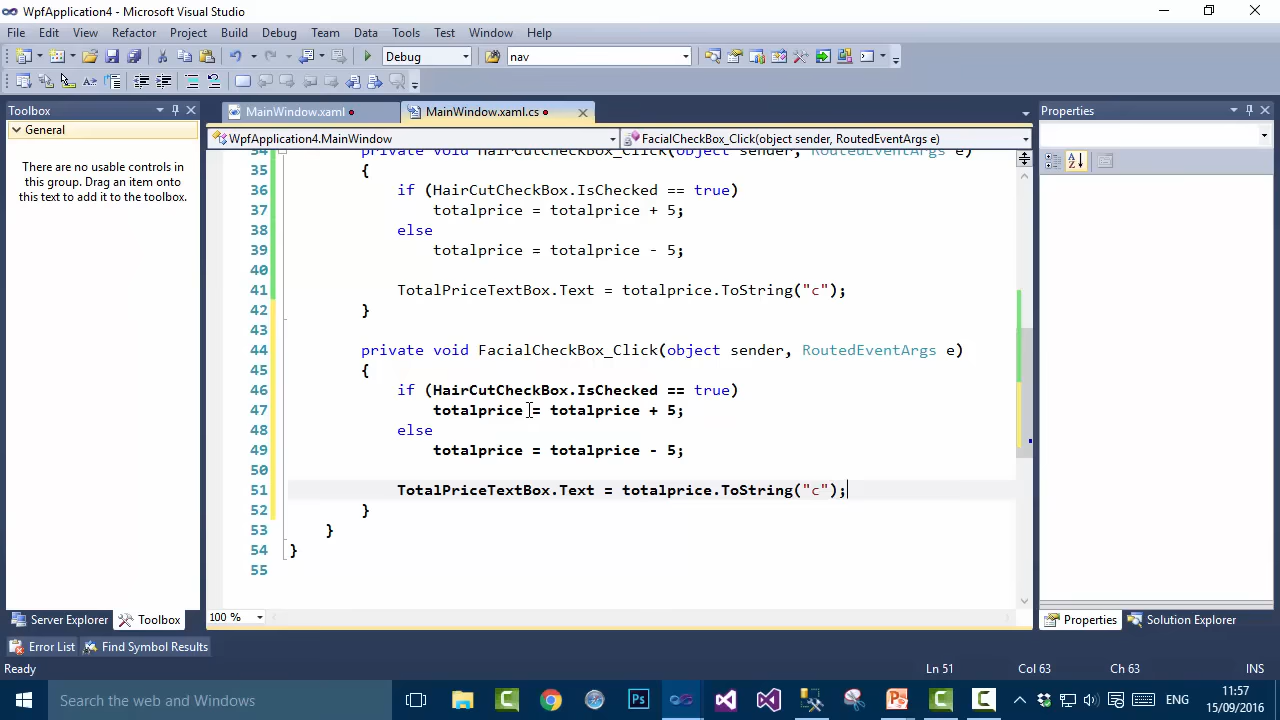 WpfApplication4 - Microsoft Visual Studio
File Edit View Refactor Project Build Debug Team Data Tools Test Window Help
Debug nav
Toolbox
General
There are no usable controls in
this group. Drag an item onto
this text to add it to the toolbox.
Server Explorer Toolbox
MainWindow.xaml MainWindow.xaml.cs
WpfApplication4.MainWindow FacialCheckBox_Click(object sender, RoutedEventArgs e)
34 private void HairCutCheckBox_Click(object sender, RoutedEventArgs e)
35 {
36 if (HairCutCheckBox.IsChecked == true)
37 totalprice = totalprice + 5;
38 else
39 totalprice = totalprice - 5;
40
41 TotalPriceTextBox.Text = totalprice.ToString("c");
42 }
43
44 private void FacialCheckBox_Click(object sender, RoutedEventArgs e)
45 {
46 if (HairCutCheckBox.IsChecked == true)
47 totalprice = totalprice + 5;
48 else
49 totalprice = totalprice - 5;
50
51 TotalPriceTextBox.Text = totalprice.ToString("c");
52 }
53 }
54 }
55
100 %
Properties
Properties Solution Explorer
Error List Find Symbol Results
Ready Ln 51 Col 63 Ch 63 INS
Search the web and Windows
ENG
11:57
15/09/2016